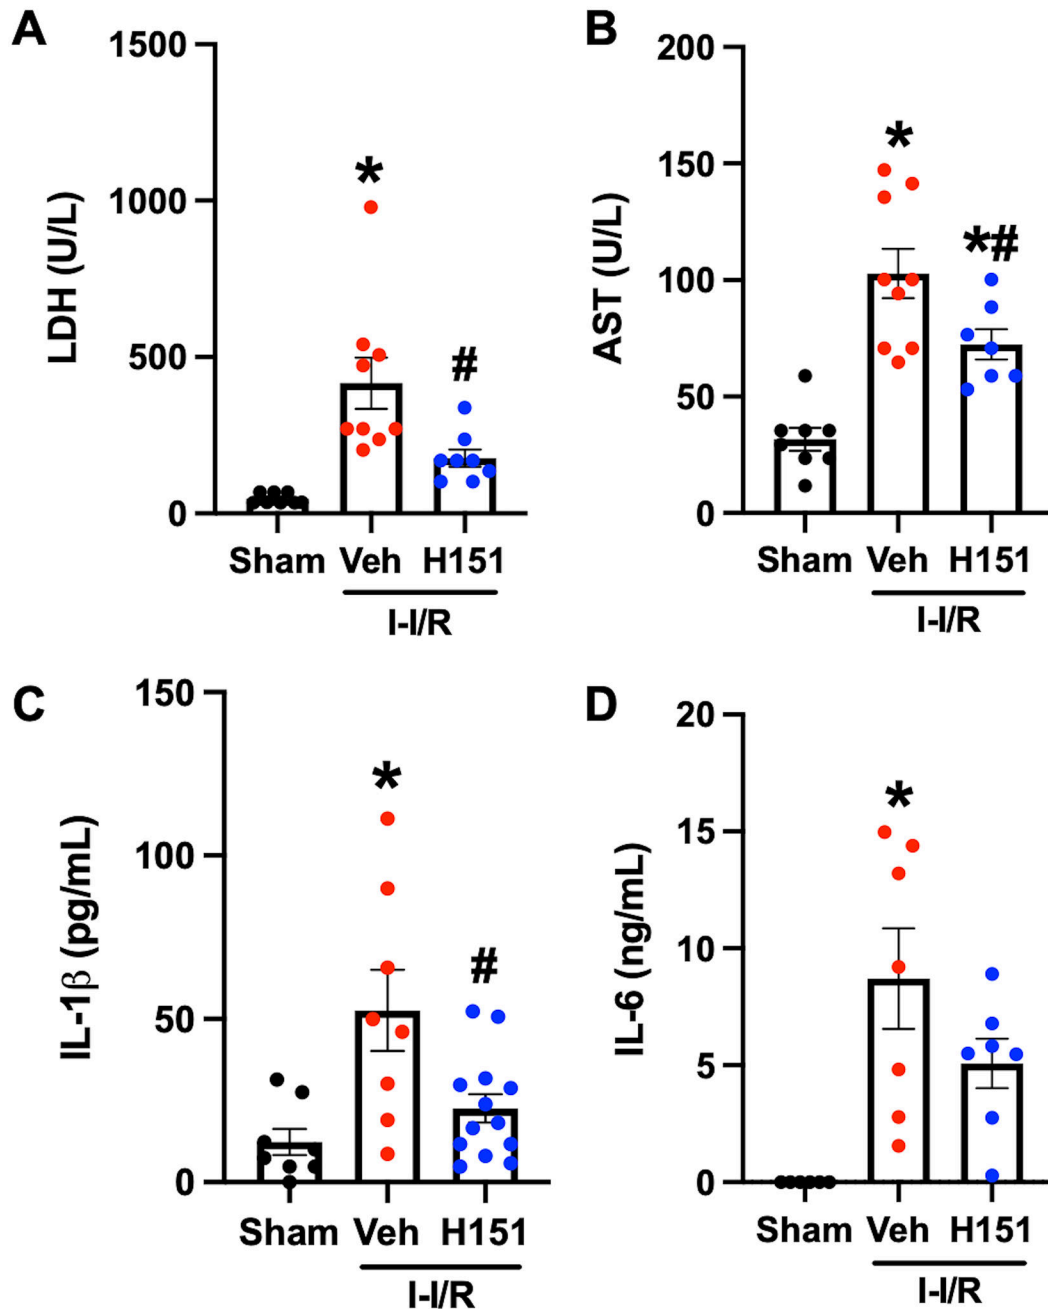 A
LDH (U/L)
1500
1000
500
0
*
#
Sham Veh H151
I-I/R
B
AST (U/L)
200
150
100
50
0
*
*#
Sham Veh H151
I-I/R
C
IL-1β (pg/mL)
150
100
50
0
*
#
Sham Veh H151
I-I/R
D
IL-6 (ng/mL)
20
15
10
5
0
*
Sham Veh H151
I-I/R